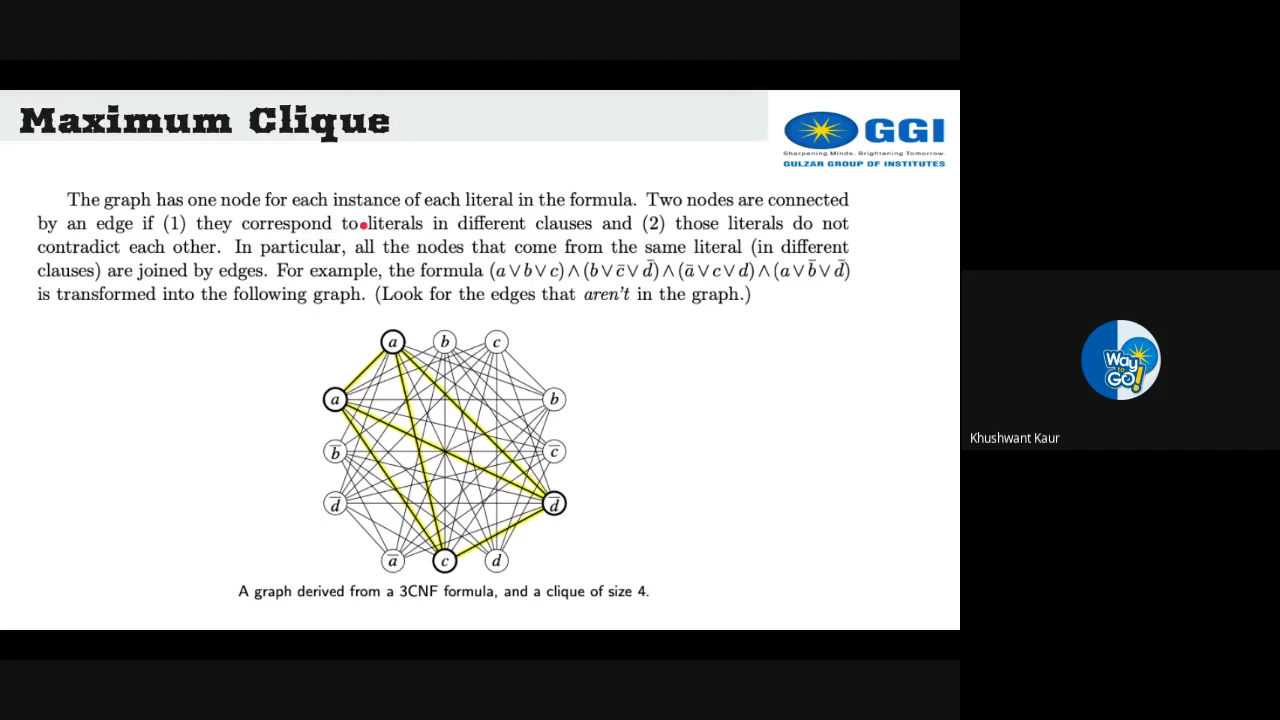 Maximum Clique
GGI
Sharpening Minds. Brightening Tomorrow.
GULZAR GROUP OF INSTITUTES
The graph has one node for each instance of each literal in the formula. Two nodes are connected
by an edge if (1) they correspond to literals in different clauses and (2) those literals do not
contradict each other. In particular, all the nodes that come from the same literal (in different
clauses) are joined by edges. For example, the formula (a ∨ b ∨ c) ∧ (b ∨ c̄ ∨ d̄) ∧ (ā ∨ c ∨ d) ∧ (a ∨ b̄ ∨ d̄)
is transformed into the following graph. (Look for the edges that aren't in the graph.)
a b c
a b
b̄ c̄
d̄ d̄
ā c d
A graph derived from a 3CNF formula, and a clique of size 4.
Way to GO!
Khushwant Kaur